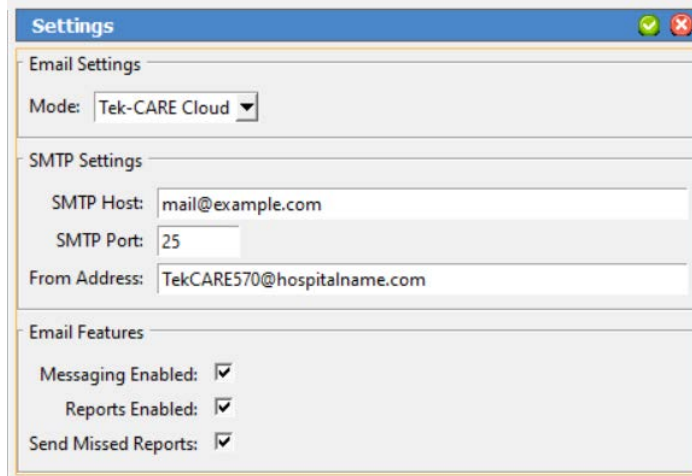 Settings
Email Settings
Mode: Tek-CARE Cloud
SMTP Settings
SMTP Host: mail@example.com
SMTP Port: 25
From Address: TekCARE570@hospitalname.com
Email Features
Messaging Enabled:
Reports Enabled:
Send Missed Reports: